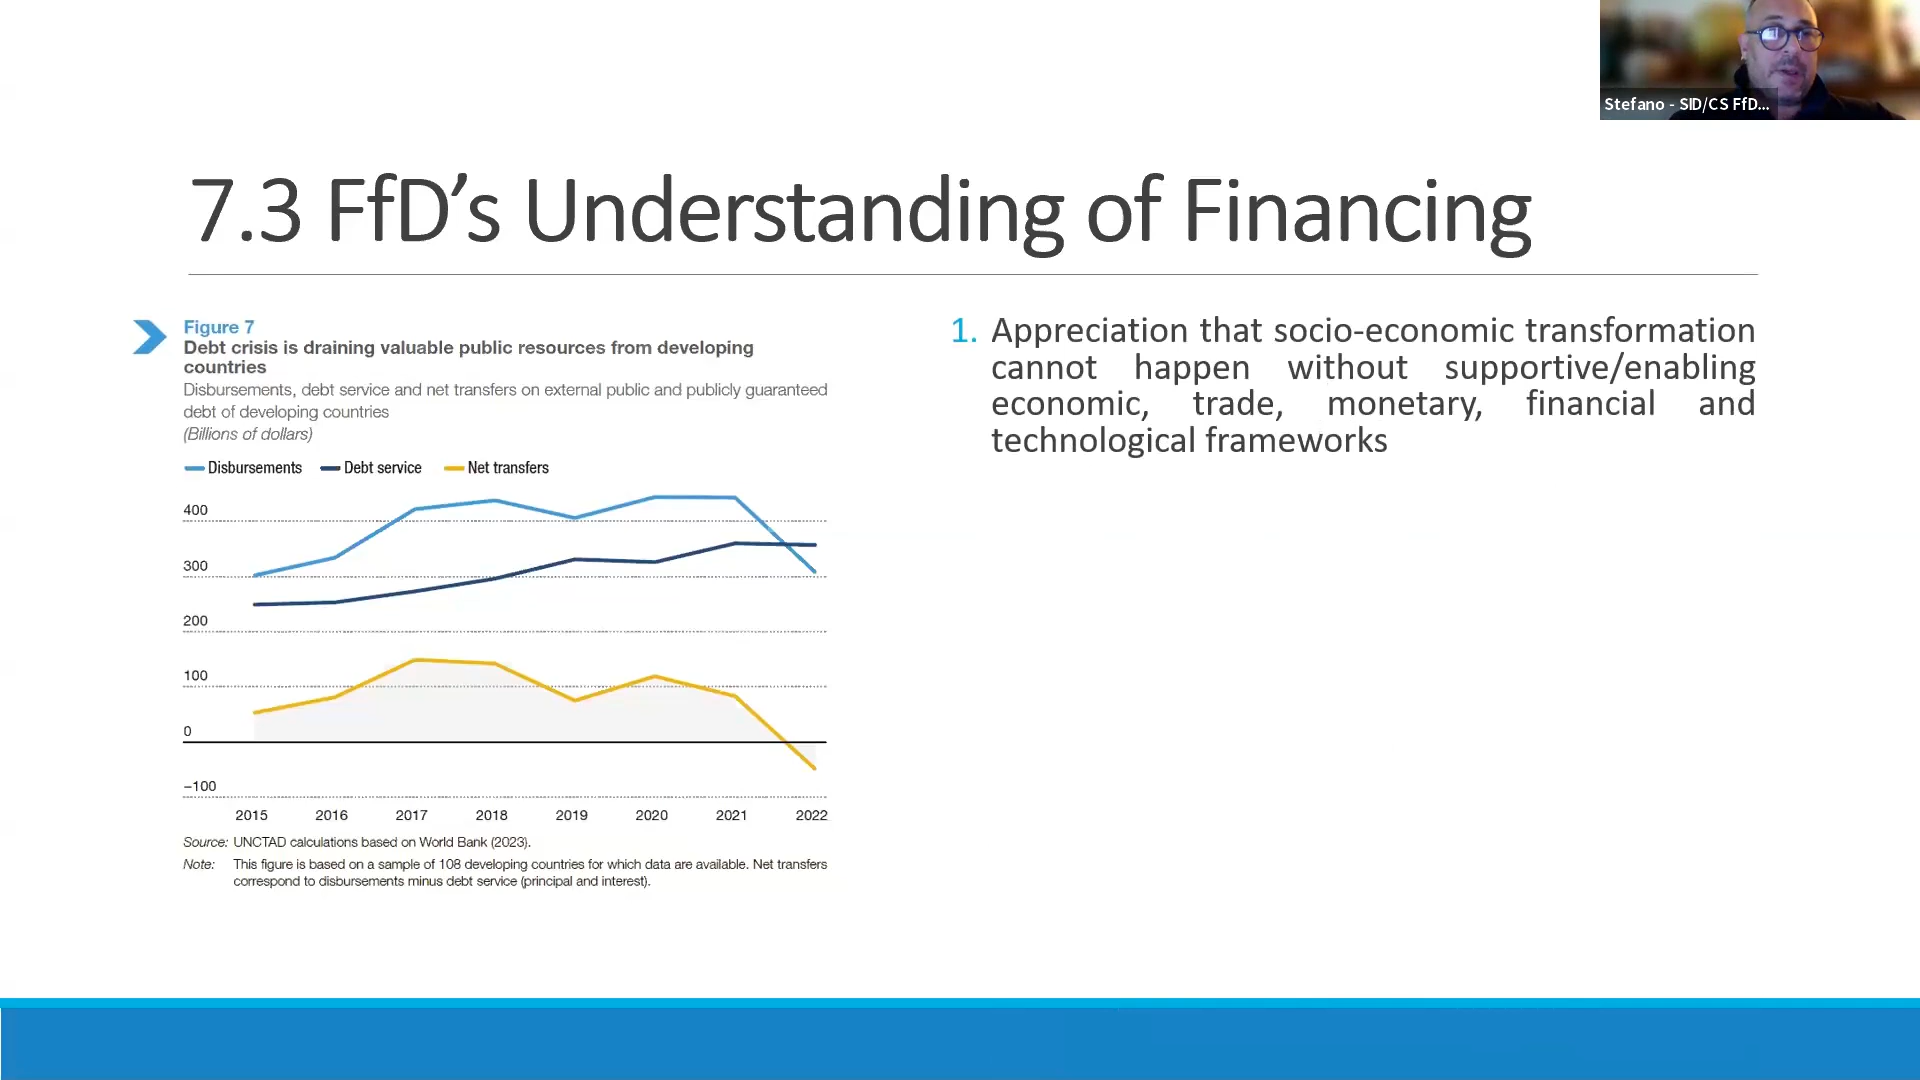 Stefano - SID/CS FfD...
7.3 FfD’s Understanding of Financing
Figure 7
Debt crisis is draining valuable public resources from developing
countries
Disbursements, debt service and net transfers on external public and publicly guaranteed
debt of developing countries
(Billions of dollars)
Disbursements Debt service Net transfers
400
300
200
100
0
−100
2015 2016 2017 2018 2019 2020 2021 2022
Source: UNCTAD calculations based on World Bank (2023).
Note: This figure is based on a sample of 108 developing countries for which data are available. Net transfers
correspond to disbursements minus debt service (principal and interest).
1. Appreciation that socio-economic transformation
cannot happen without supportive/enabling
economic, trade, monetary, financial and
technological frameworks